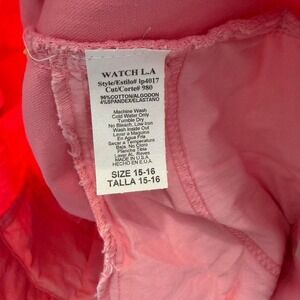 WATCH L.A
Style/Estilo# lp4017
Cut/Corte# 980
96%COTTON/ALGODON
4%SPANDEX/ELASTANO
Machine Wash
Cold Water Only
Tumble Dry
No Bleach, Low Iron
Wash Inside Out
Lavar a Maquina
En Agua Fria
Secar a Temperatura
Baja. No Cloro
Plancha Tibia
Lavar al. Reves
MADE IN U.S.A
HECHO EN E.U.A.
SIZE 15-16
TALLA 15-16